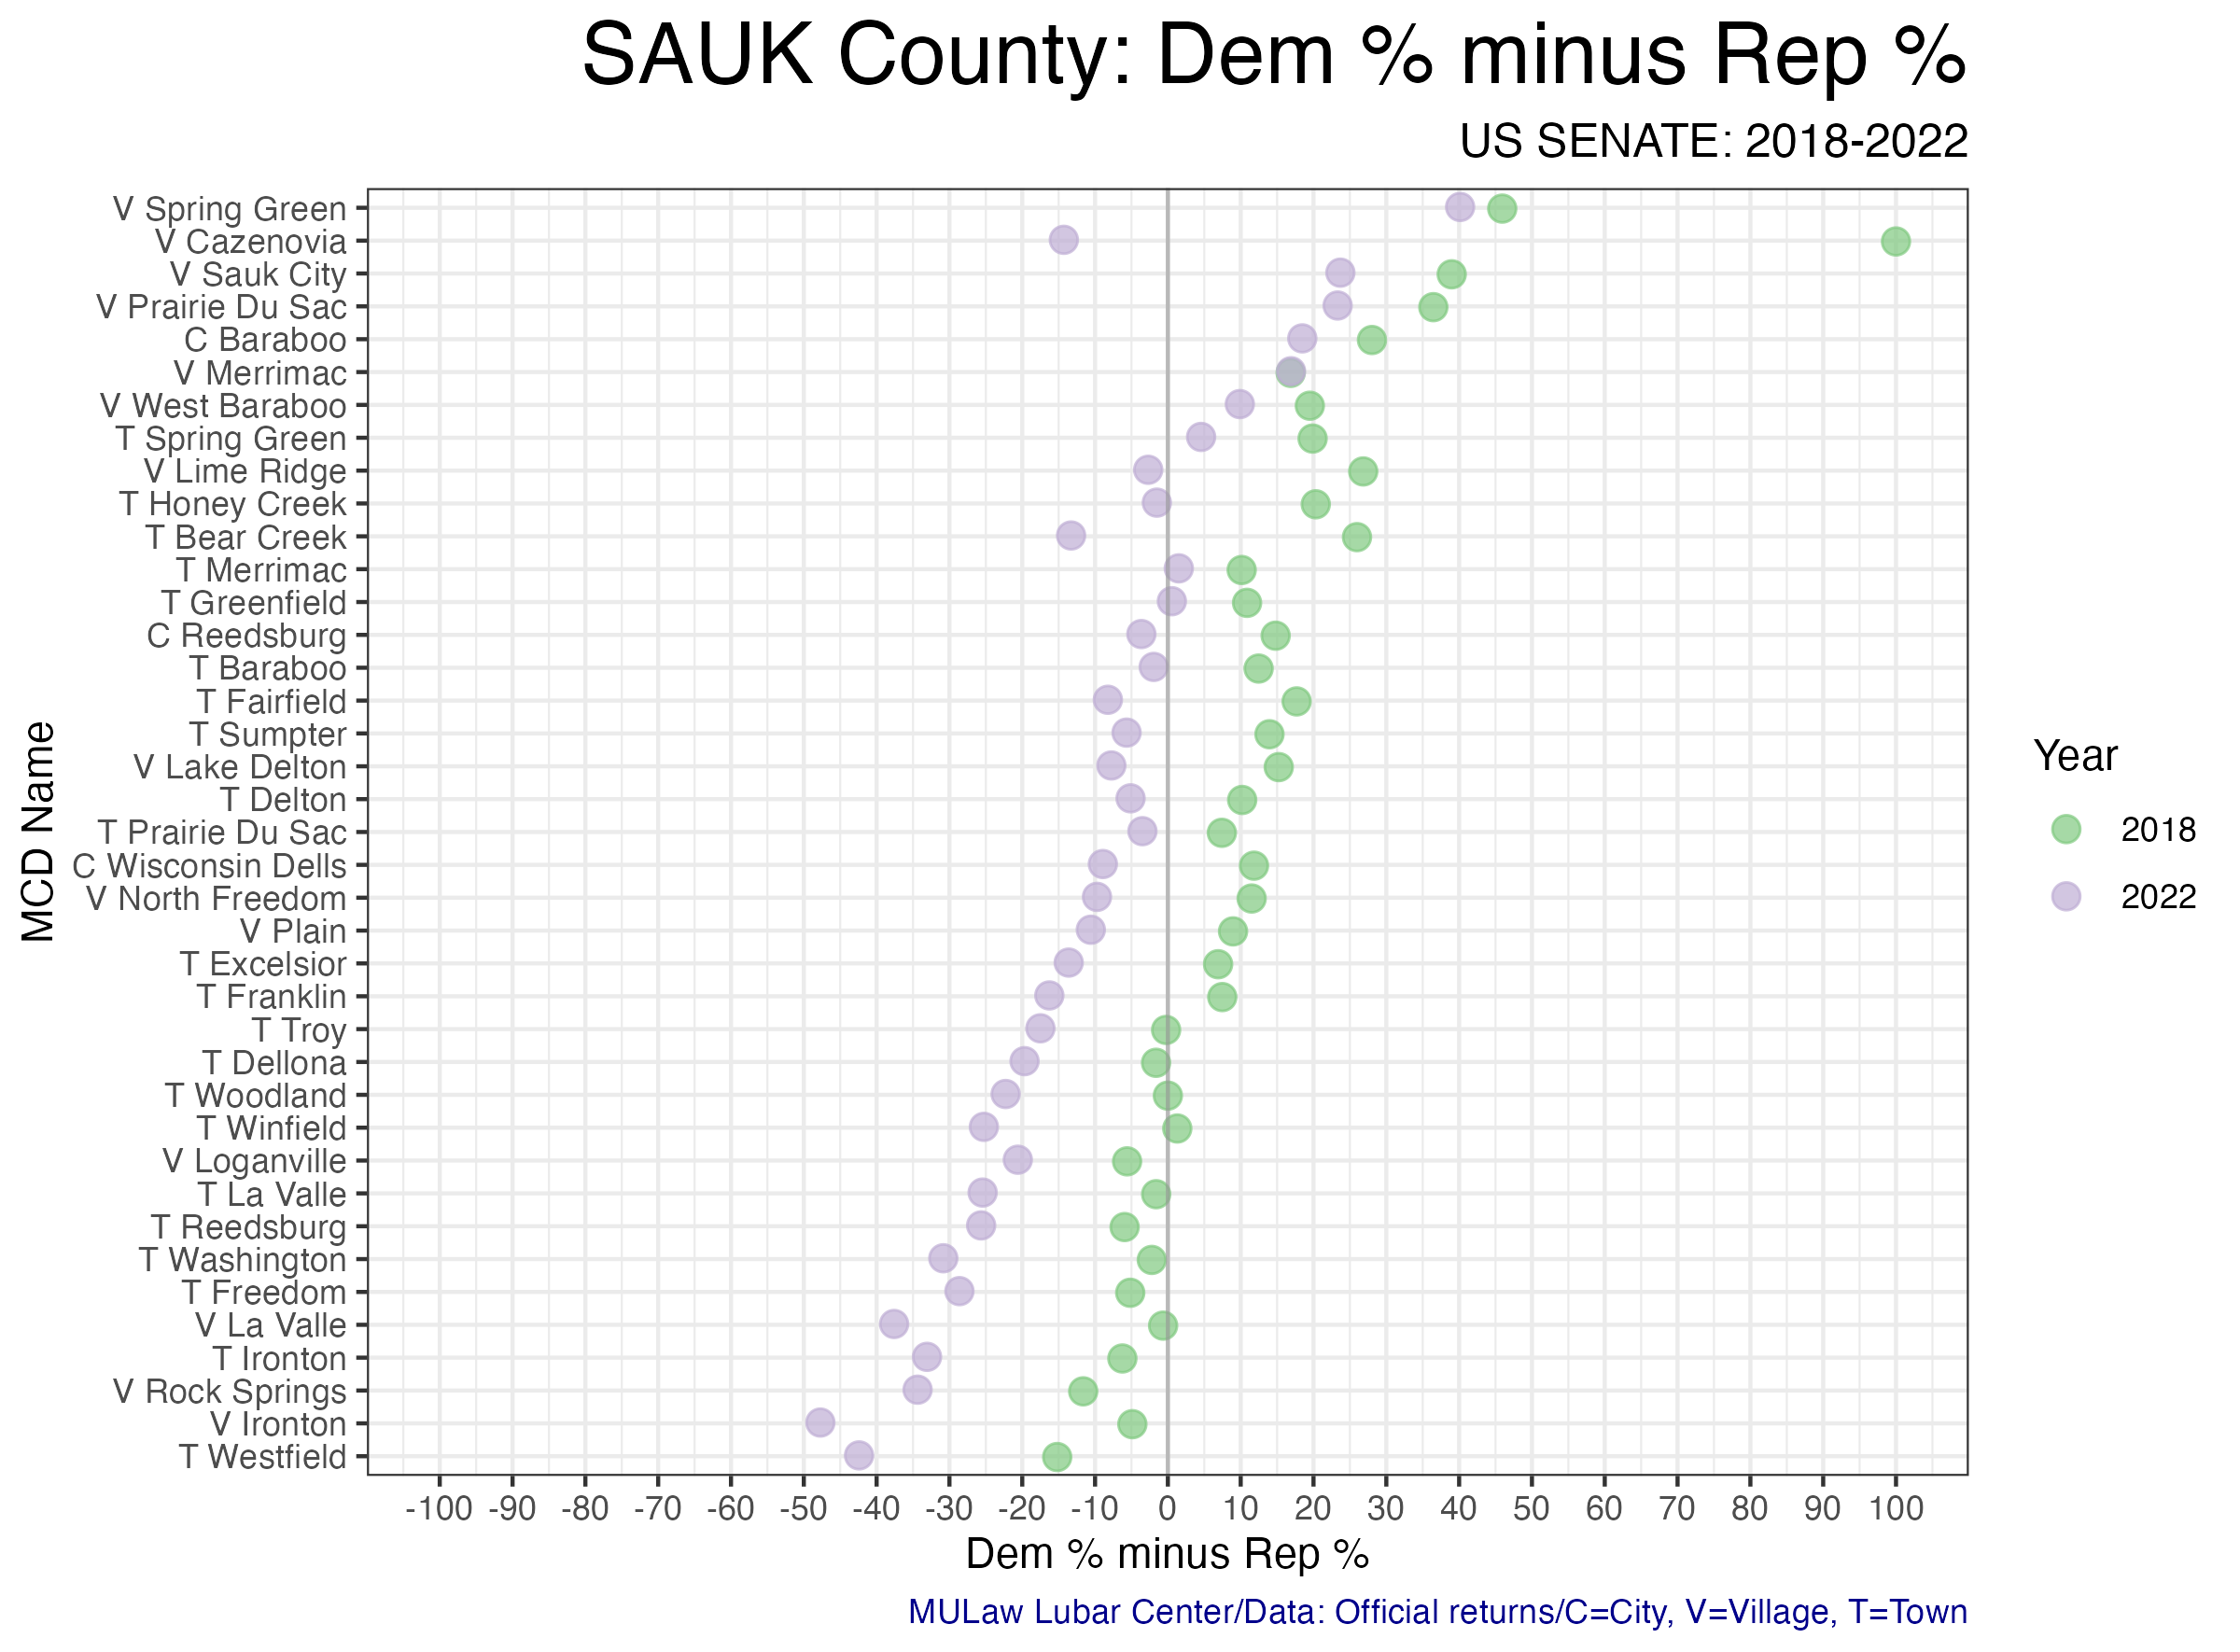 SAUK County: Dem % minus Rep %
US SENATE: 2018-2022
V Spring Green
V Cazenovia
V Sauk City
V Prairie Du Sac
C Baraboo
V Merrimac
V West Baraboo
T Spring Green
V Lime Ridge
T Honey Creek
T Bear Creek
T Merrimac
T Greenfield
C Reedsburg
T Baraboo
T Fairfield
T Sumpter
V Lake Delton
T Delton
T Prairie Du Sac
C Wisconsin Dells
V North Freedom
V Plain
T Excelsior
T Franklin
T Troy
T Dellona
T Woodland
T Winfield
V Loganville
T La Valle
T Reedsburg
T Washington
T Freedom
V La Valle
T Ironton
V Rock Springs
V Ironton
T Westfield
MCD Name
-100 -90 -80 -70 -60 -50 -40 -30 -20 -10 0 10 20 30 40 50 60 70 80 90 100
Dem % minus Rep %
Year
2018
2022
MULaw Lubar Center/Data: Official returns/C=City, V=Village, T=Town